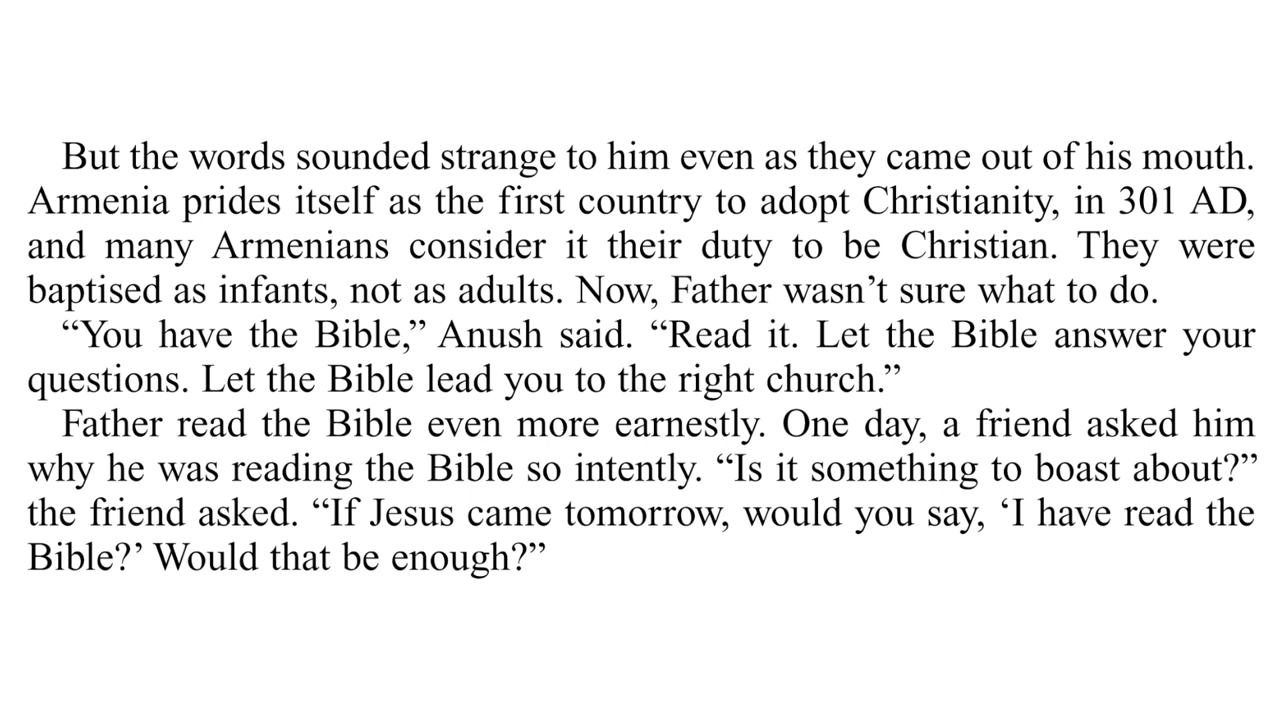 But the words sounded strange to him even as they came out of his mouth.
Armenia prides itself as the first country to adopt Christianity, in 301 AD,
and many Armenians consider it their duty to be Christian. They were
baptised as infants, not as adults. Now, Father wasn’t sure what to do.
“You have the Bible,” Anush said. “Read it. Let the Bible answer your
questions. Let the Bible lead you to the right church.”
Father read the Bible even more earnestly. One day, a friend asked him
why he was reading the Bible so intently. “Is it something to boast about?”
the friend asked. “If Jesus came tomorrow, would you say, ‘I have read the
Bible?’ Would that be enough?”